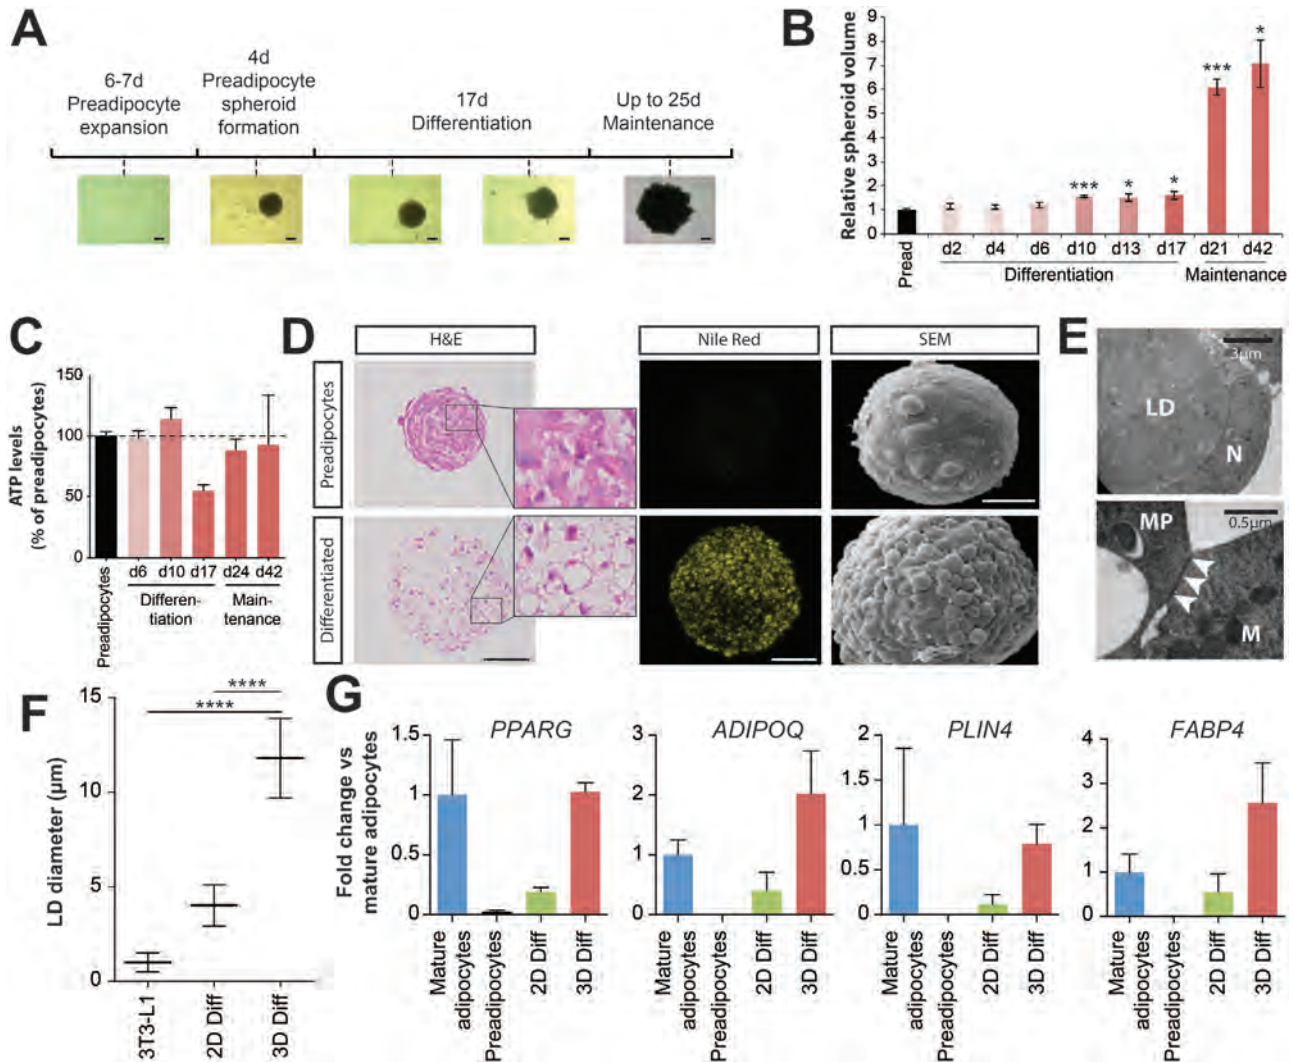 A
6-7d
Preadipocyte
expansion
4d
Preadipocyte
spheroid
formation
17d
Differentiation
Up to 25d
Maintenance
B
Relative spheroid volume
9
8
7
6
5
4
3
2
1
0
***
*
*
***
*
Pread
d2
d4
d6
d10
d13
d17
d21
d42
Differentiation
Maintenance
C
ATP levels
(% of preadipocytes)
150
100
50
0
Preadipocytes
d6
d10
d17
d24
d42
Differen-
tiation
Main-
tenance
D
H&E
Nile Red
SEM
Preadipocytes
Differentiated
E
3µm
LD
N
0.5µm
MP
M
F
LD diameter (µm)
15
10
5
0
****
****
3T3-L1
2D Diff
3D Diff
G
Fold change vs
mature adipocytes
PPARG
1.5
1
0.5
0
Mature
adipocytes
Preadipocytes
2D Diff
3D Diff
ADIPOQ
3
2
1
0
Mature
adipocytes
Preadipocytes
2D Diff
3D Diff
PLIN4
2
1.5
1
0.5
0
Mature
adipocytes
Preadipocytes
2D Diff
3D Diff
FABP4
4
3
2
1
0
Mature
adipocytes
Preadipocytes
2D Diff
3D Diff